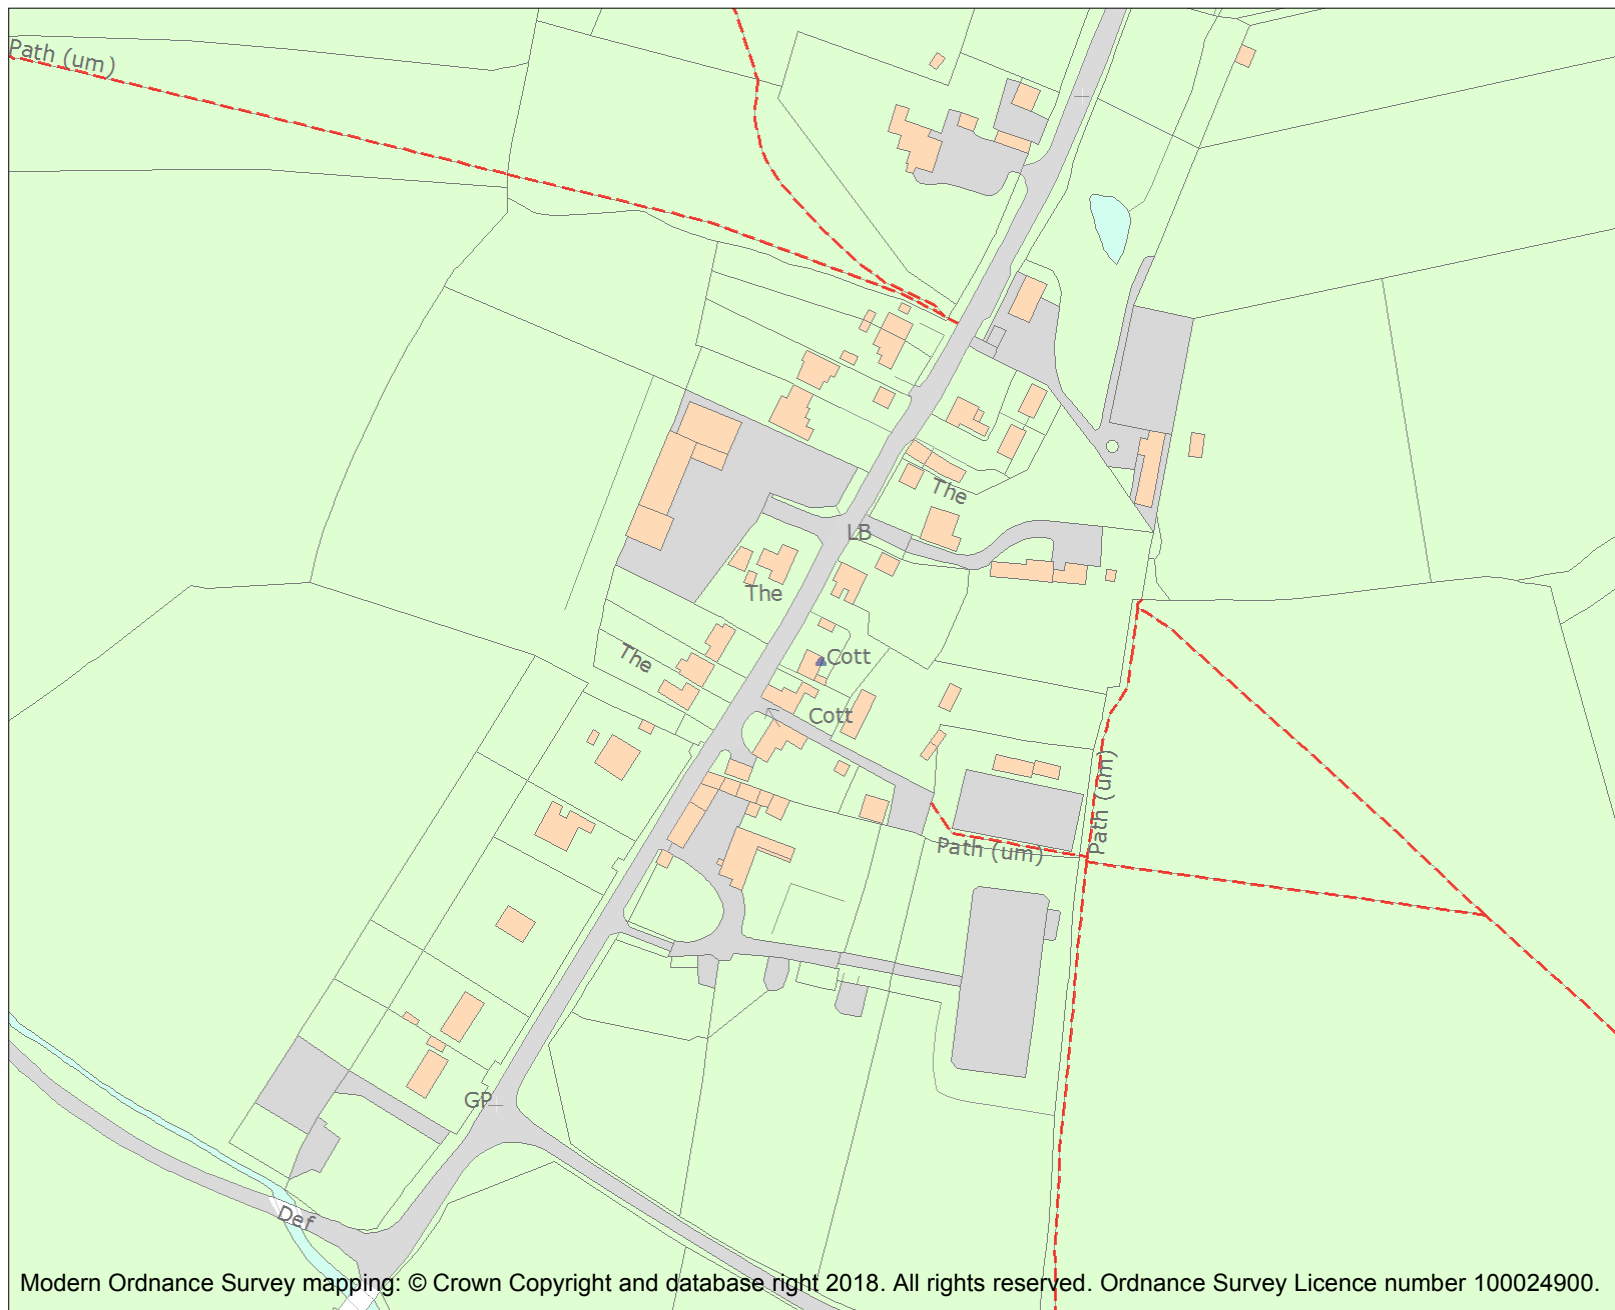 Path (um)
The
LB
The
The
Cott
Cott
Path (um)
Path (um)
GP
Def
Modern Ordnance Survey mapping: © Crown Copyright and database right 2018. All rights reserved. Ordnance Survey Licence number 100024900.